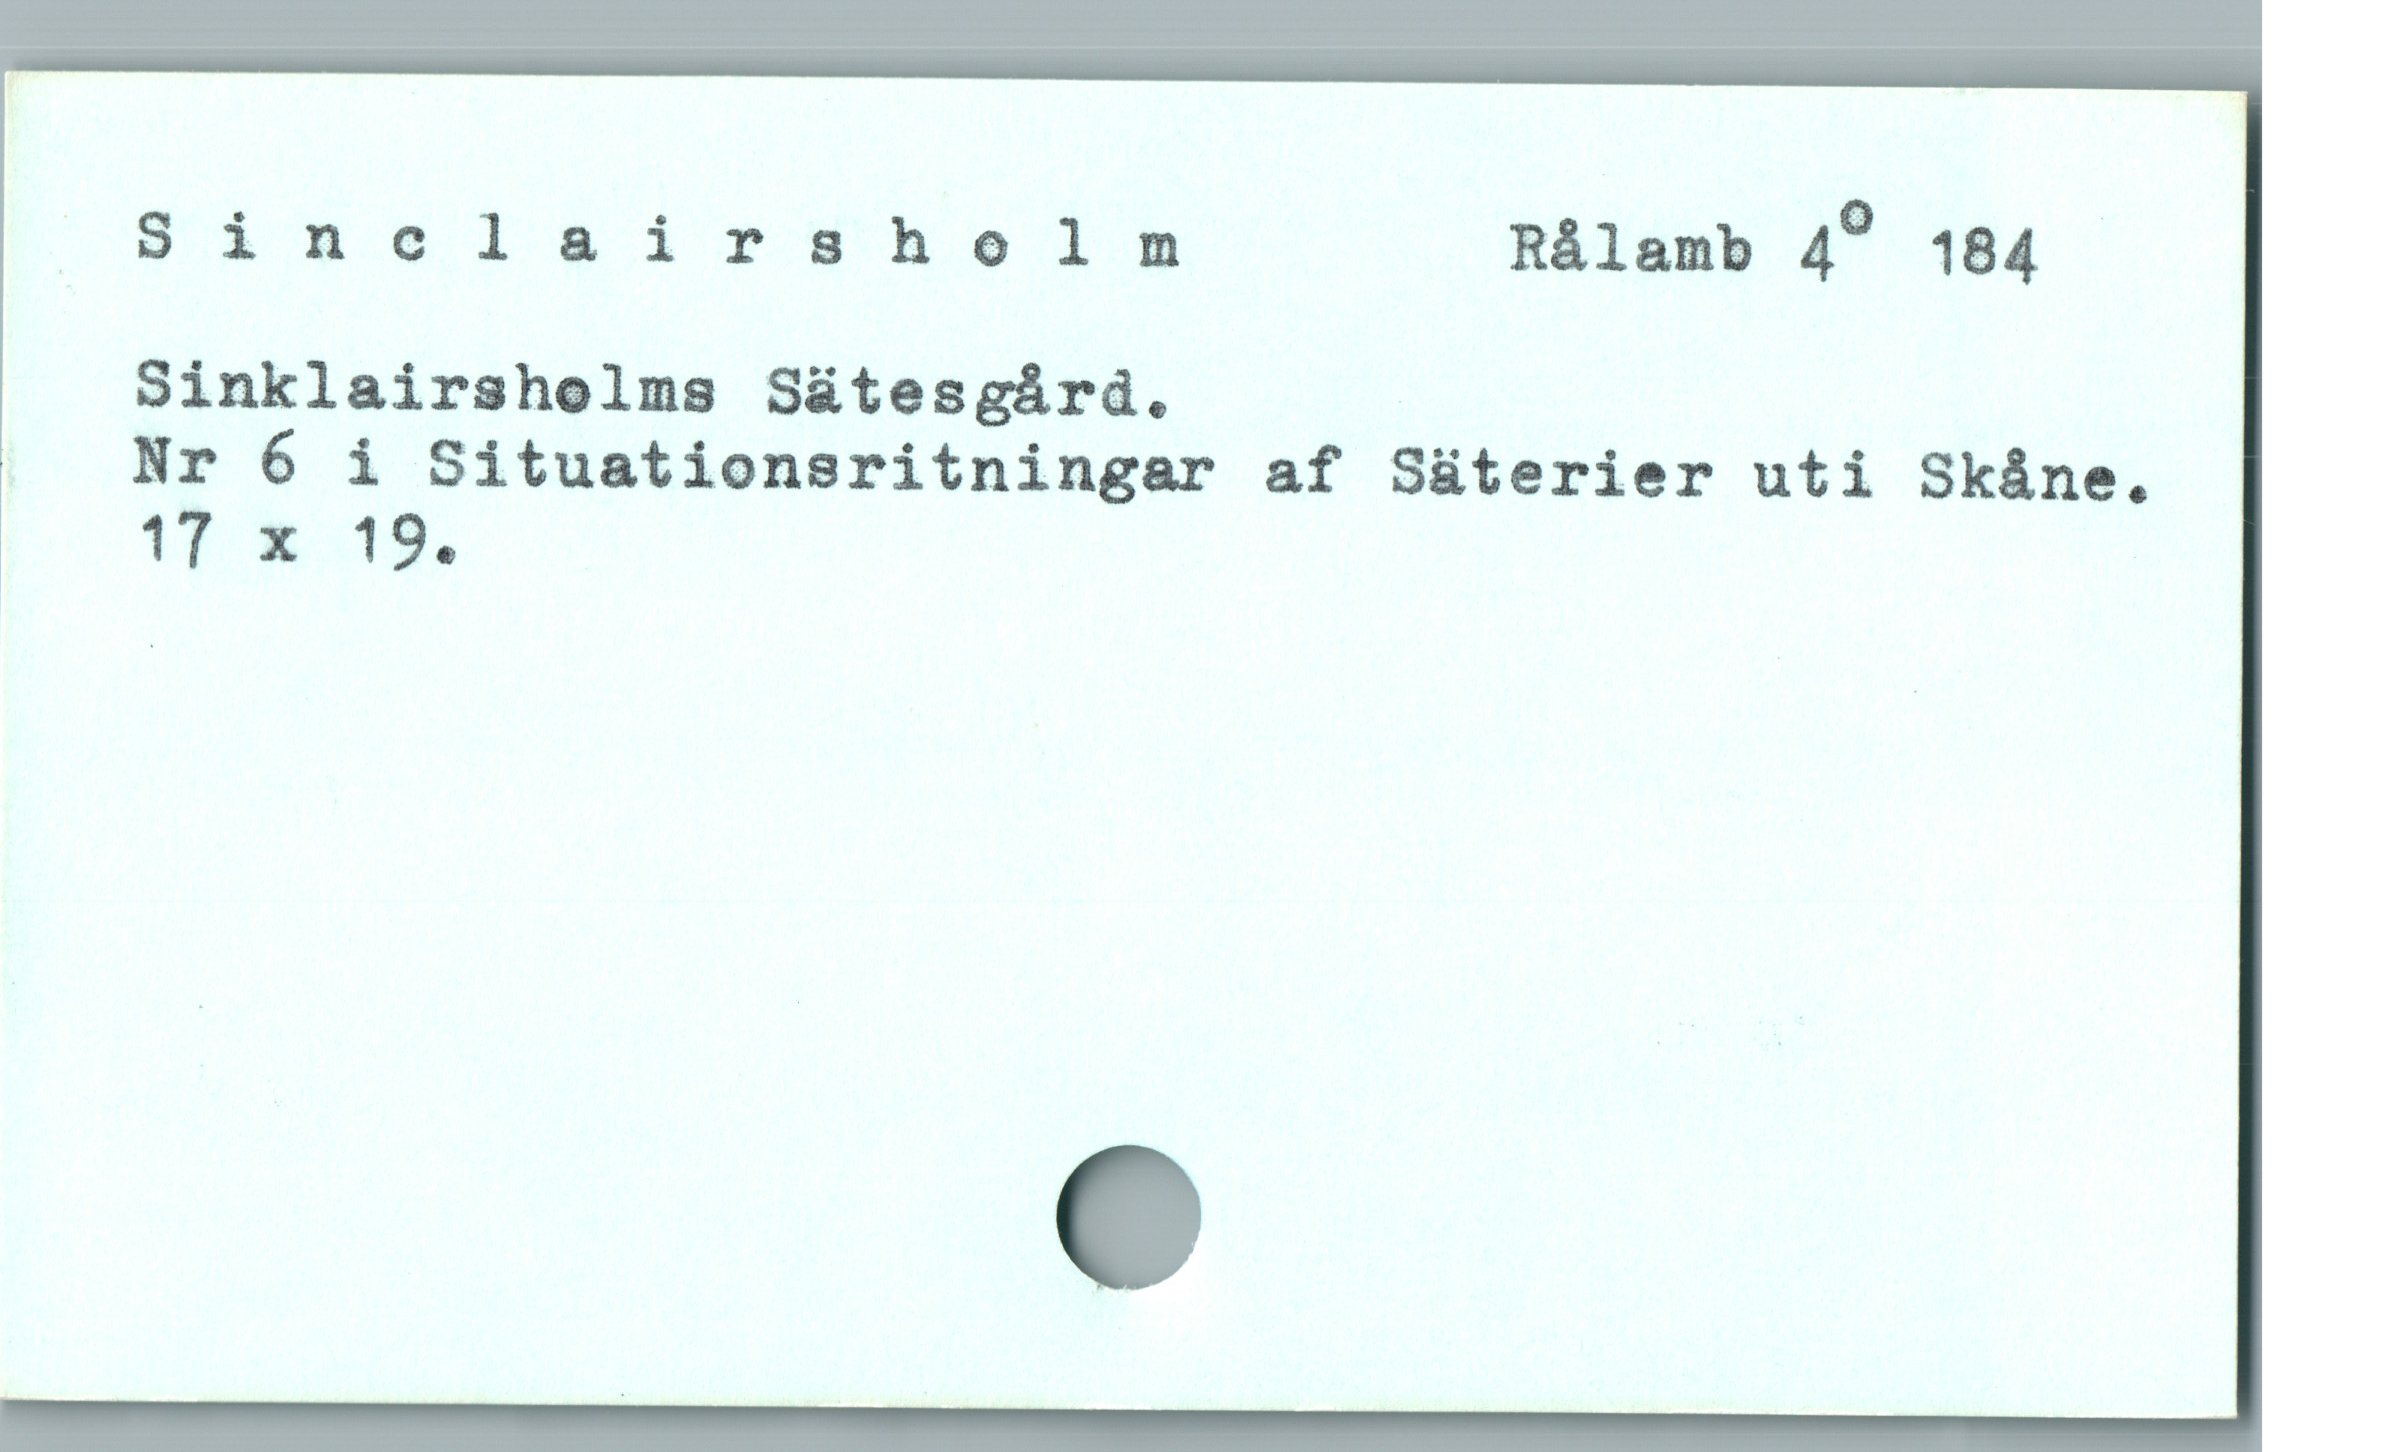 S i n c l a i r s h o l m Rålamb 4° 184
Sinklairsholms Sätesgård.
Nr 6 i Situationsritningar af Säterier uti Skåne.
17 x 19.